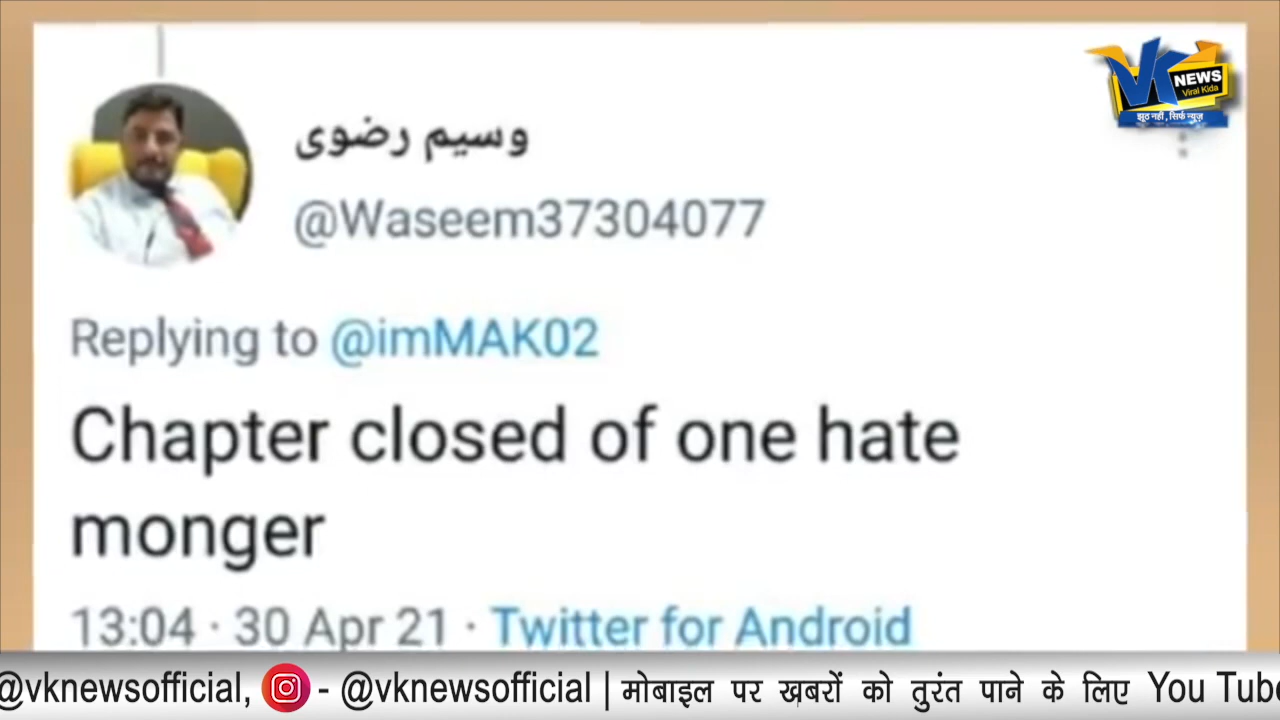 VK NEWS
Viral Kida
झूठ नहीं, सिर्फ न्यूज़
وسیم رضوی
@Waseem37304077
Replying to @imMAK02
Chapter closed of one hate
monger
13:04 · 30 Apr 21 · Twitter for Android
@vknewsofficial, - @vknewsofficial | मोबाइल पर ख़बरों को तुरंत पाने के लिए You Tube